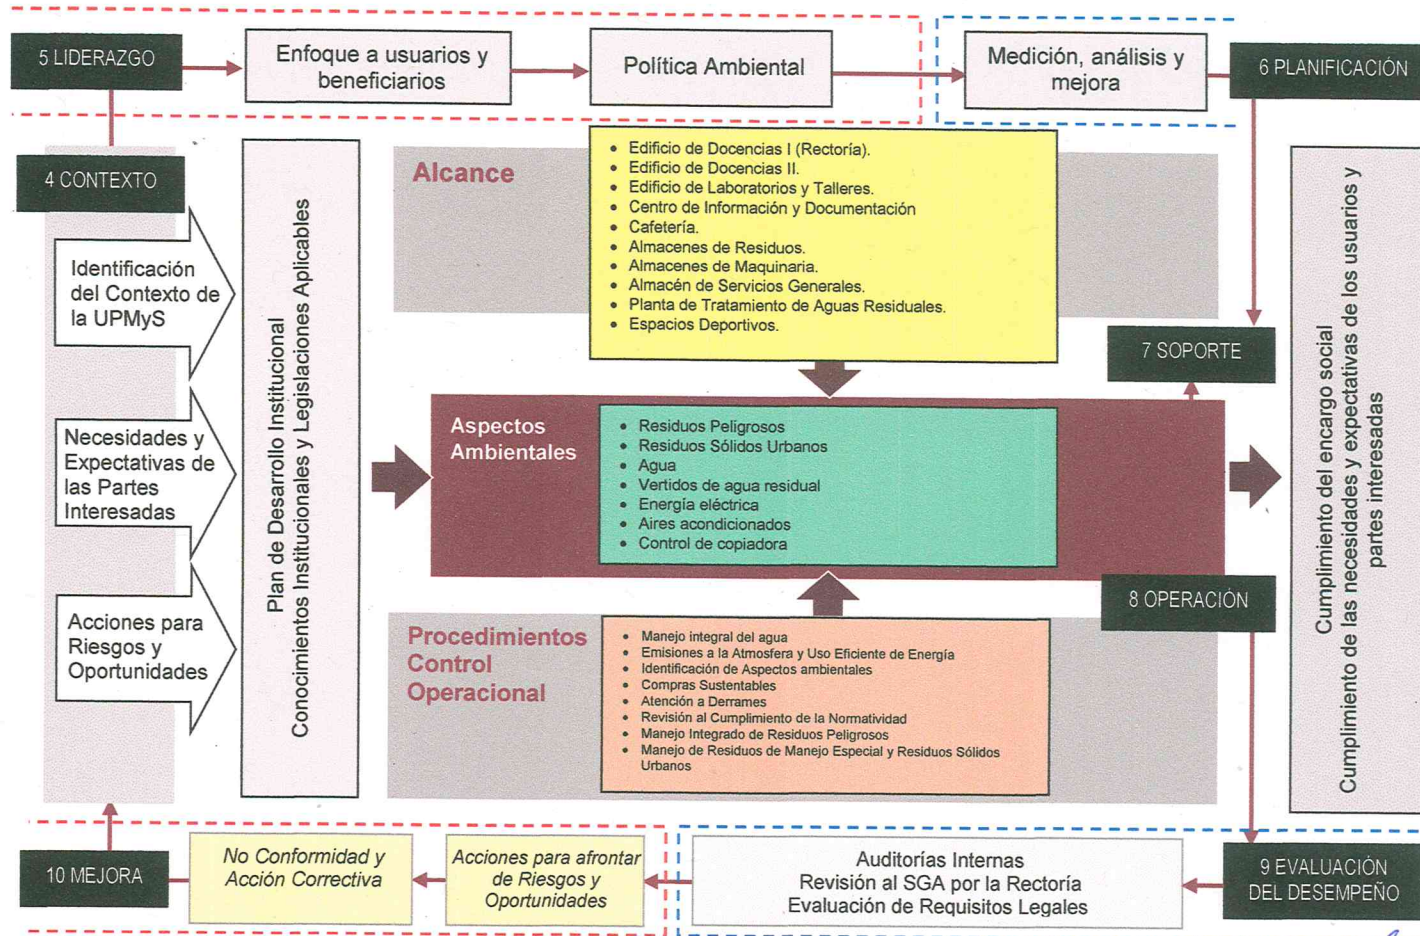 5 LIDERAZGO
Enfoque a usuarios y
beneficiarios
Política Ambiental
Medición, análisis y
mejora
6 PLANIFICACIÓN
4 CONTEXTO
Identificación
del Contexto de
la UPMyS
Necesidades y
Expectativas de
las Partes
Interesadas
Acciones para
Riesgos y
Oportunidades
Plan de Desarrollo Institucional
Conocimientos Institucionales y Legislaciones Aplicables
Alcance
• Edificio de Docencias I (Rectoría).
• Edificio de Docencias II.
• Edificio de Laboratorios y Talleres.
• Centro de Información y Documentación
• Cafetería.
• Almacenes de Residuos.
• Almacenes de Maquinaria.
• Almacén de Servicios Generales.
• Planta de Tratamiento de Aguas Residuales.
• Espacios Deportivos.
7 SOPORTE
Aspectos
Ambientales
• Residuos Peligrosos
• Residuos Sólidos Urbanos
• Agua
• Vertidos de agua residual
• Energía eléctrica
• Aires acondicionados
• Control de copiadora
8 OPERACIÓN
Procedimientos
Control
Operacional
• Manejo integral del agua
• Emisiones a la Atmosfera y Uso Eficiente de Energía
• Identificación de Aspectos ambientales
• Compras Sustentables
• Atención a Derrames
• Revisión al Cumplimiento de la Normatividad
• Manejo Integrado de Residuos Peligrosos
• Manejo de Residuos de Manejo Especial y Residuos Sólidos
Urbanos
Cumplimiento del encargo social
Cumplimiento de las necesidades y expectativas de los usuarios y
partes interesadas
10 MEJORA
No Conformidad y
Acción Correctiva
Acciones para afrontar
de Riesgos y
Oportunidades
Auditorías Internas
Revisión al SGA por la Rectoría
Evaluación de Requisitos Legales
9 EVALUACIÓN
DEL DESEMPEÑO